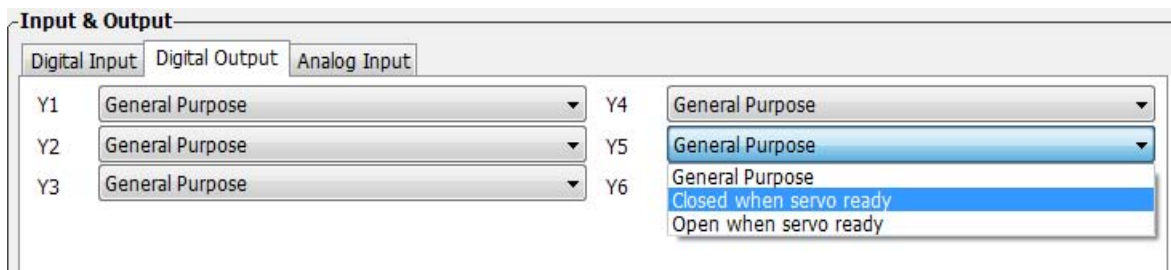 Input & Output
Digital Input Digital Output Analog Input
Y1 General Purpose Y4 General Purpose
Y2 General Purpose Y5 General Purpose
Y3 General Purpose Y6 General Purpose
Closed when servo ready
Open when servo ready